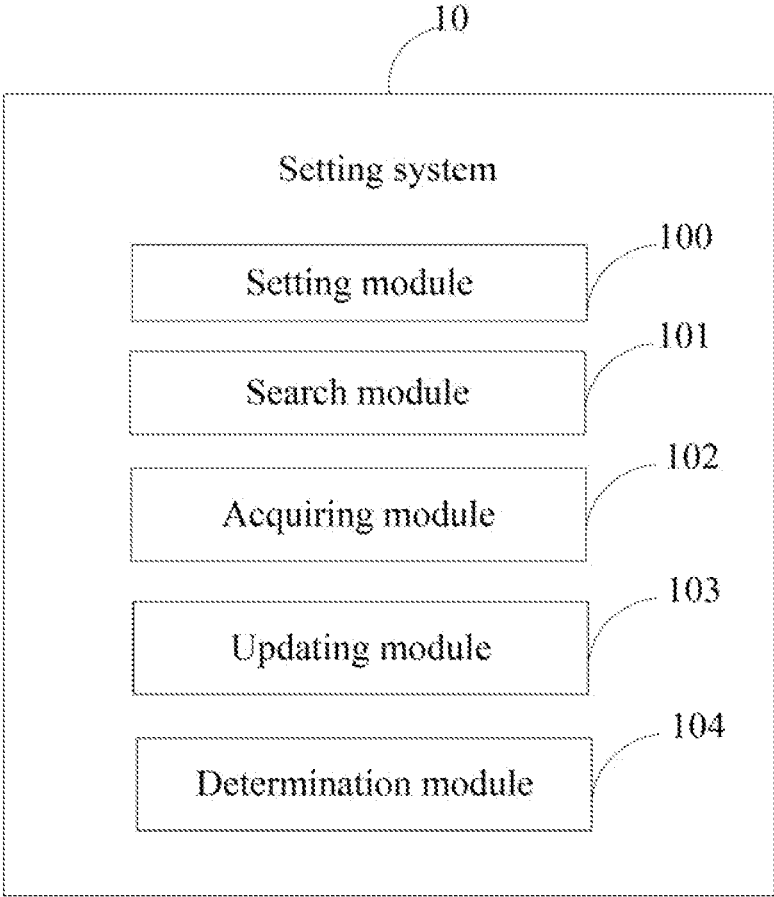 10
Setting system
100
Setting module
101
Search module
102
Acquiring module
103
Updating module
104
Determination module